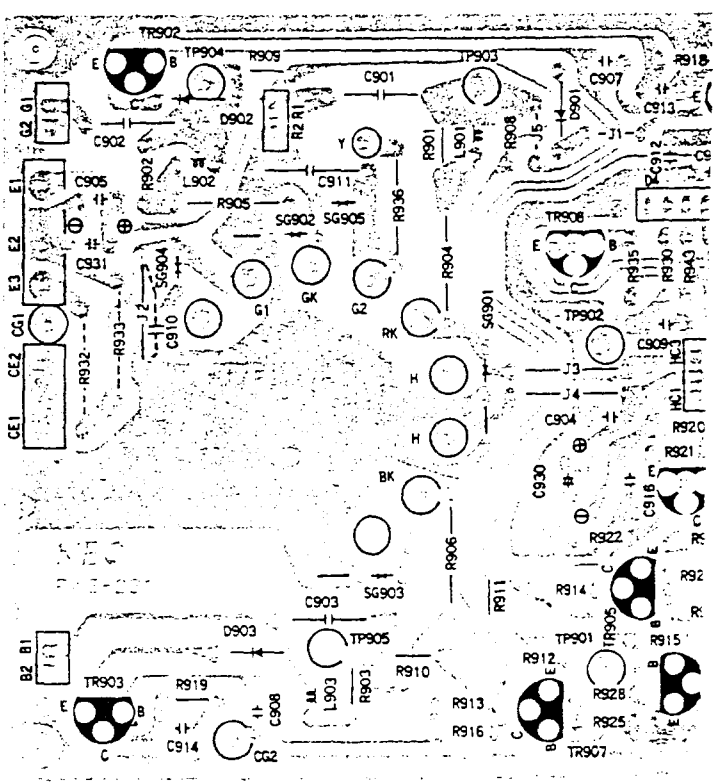 TR902
C
E
B
TP904
R909
C901
TP903
C907
R918
G2 G1
C
D902
R2 R1
D901
C913
C902
Y
R901
L901
R908
J5
J1
C912
R902
L902
C911
R936
E1
C905
R905
SG902
SG905
TR908
E2
E
B
R904
C931
SG904
C
R935
R930
R943
E3
G1
GK
G2
SG901
TP902
CG1
J2
C910
RK
C909
R932
R933
CE2
H
J3
HC3
J4
HC1
CE1
C904
R920
H
R921
BK
E
C930
C916
C
R922
R906
SG903
R911
R914
C
E
R92
C903
B
TR905
B2 B1
D903
TP905
TP901
R915
R910
R912
E
B
TR903
R919
L903
R903
R928
E
B
C908
R913
R916
C
R925
E
C
C914
CG2
B
TR907